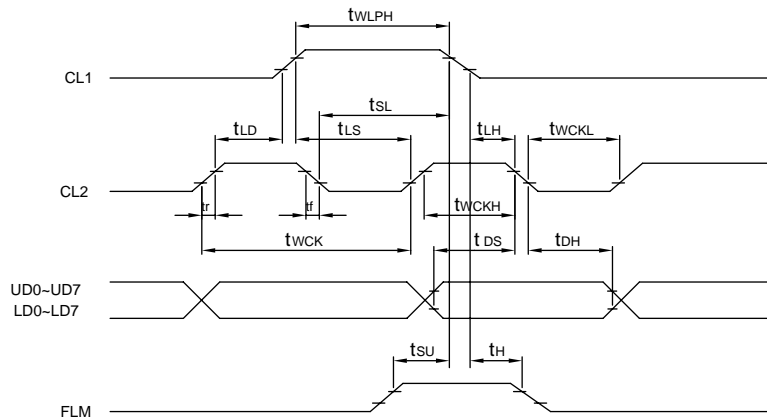 tWLPH
CL1
tSL
tLD
tLS
tLH
tWCKL
CL2
tr
tf
tWCKH
tWCK
t DS
tDH
UD0~UD7
LD0~LD7
tSU
tH
FLM